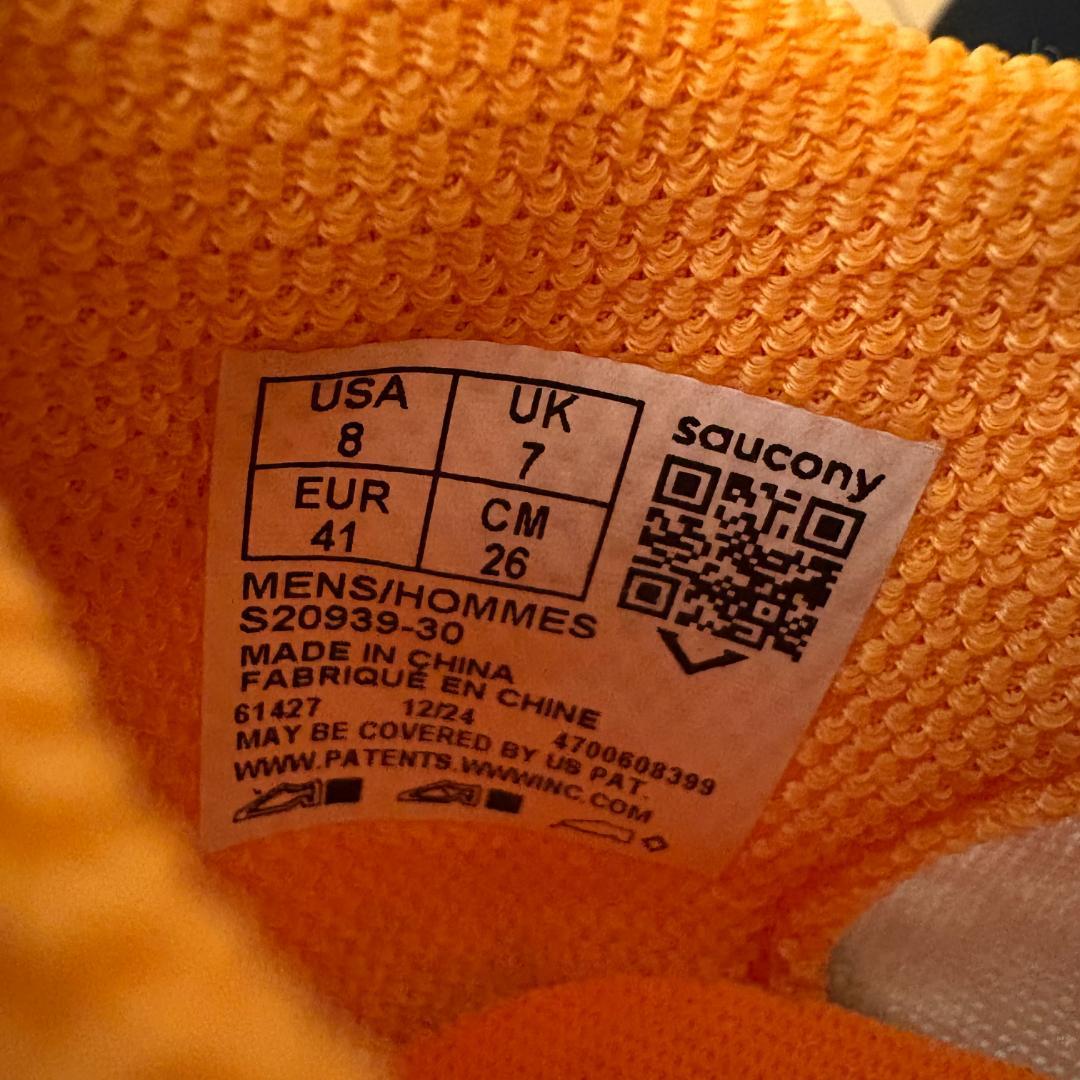 USA
8
UK
7
EUR
41
CM
26
saucony
MENS/HOMMES
S20939-30
MADE IN CHINA
FABRIQUÉ EN CHINE
61427 12/24 4700608399
MAY BE COVERED BY US PAT.
WWW.PATENTS.WWWINC.COM